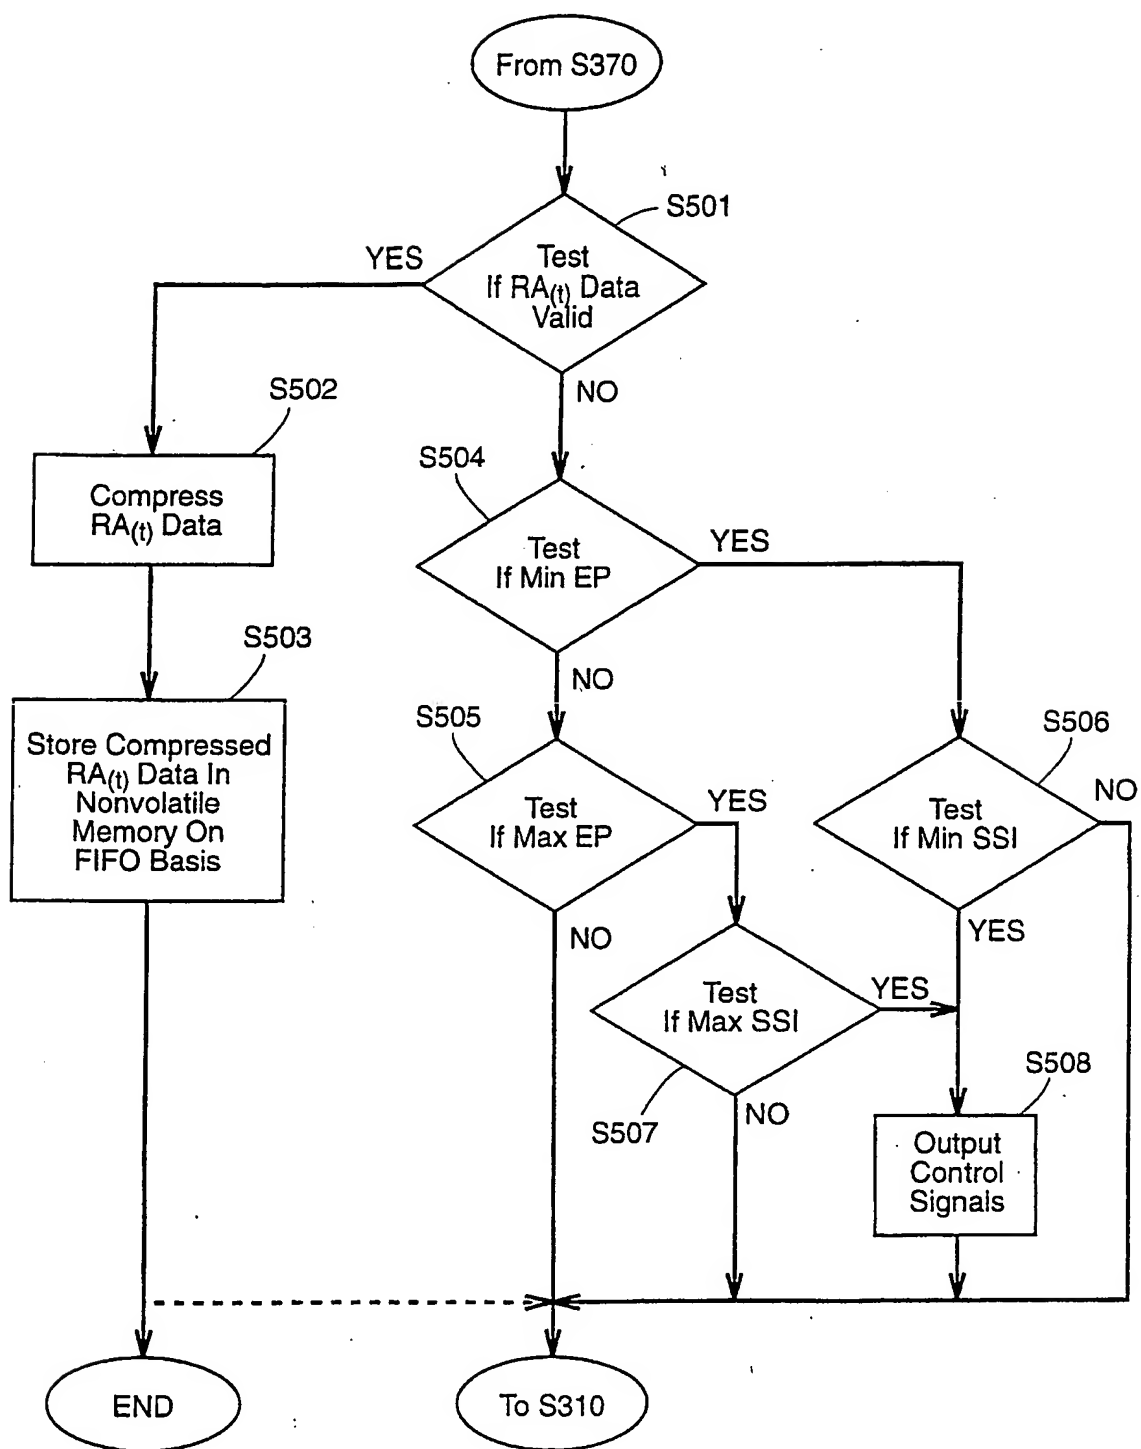 From S370
S501
YES
Test
If RA(t) Data
Valid
NO
S502
Compress
RA(t) Data
S504
Test
If Min EP
YES
NO
S503
Store Compressed
RA(t) Data In
Nonvolatile
Memory On
FIFO Basis
S505
Test
If Max EP
YES
NO
S506
Test
If Min SSI
NO
YES
Test
If Max SSI
YES
S507
NO
S508
Output
Control
Signals
END
To S310